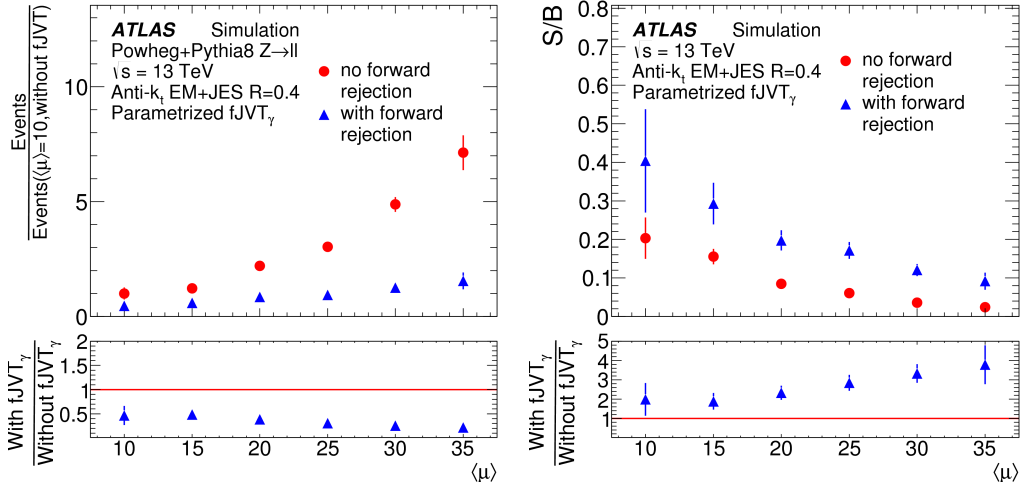 Events
Events(⟨μ⟩=10,without fJVT)
ATLAS Simulation
Powheg+Pythia8 Z→ll
√s = 13 TeV
Anti-kt EM+JES R=0.4
Parametrized fJVTγ
no forward
rejection
with forward
rejection
10
5
0
With fJVTγ
Without fJVTγ
2
1.5
1
0.5
10 15 20 25 30 35
⟨μ⟩
S/B
0.8
0.7
0.6
0.5
0.4
0.3
0.2
0.1
0
ATLAS Simulation
√s = 13 TeV
Anti-kt EM+JES R=0.4
Parametrized fJVTγ
no forward
rejection
with forward
rejection
With fJVTγ
Without fJVTγ
5
4
3
2
1
10 15 20 25 30 35
⟨μ⟩